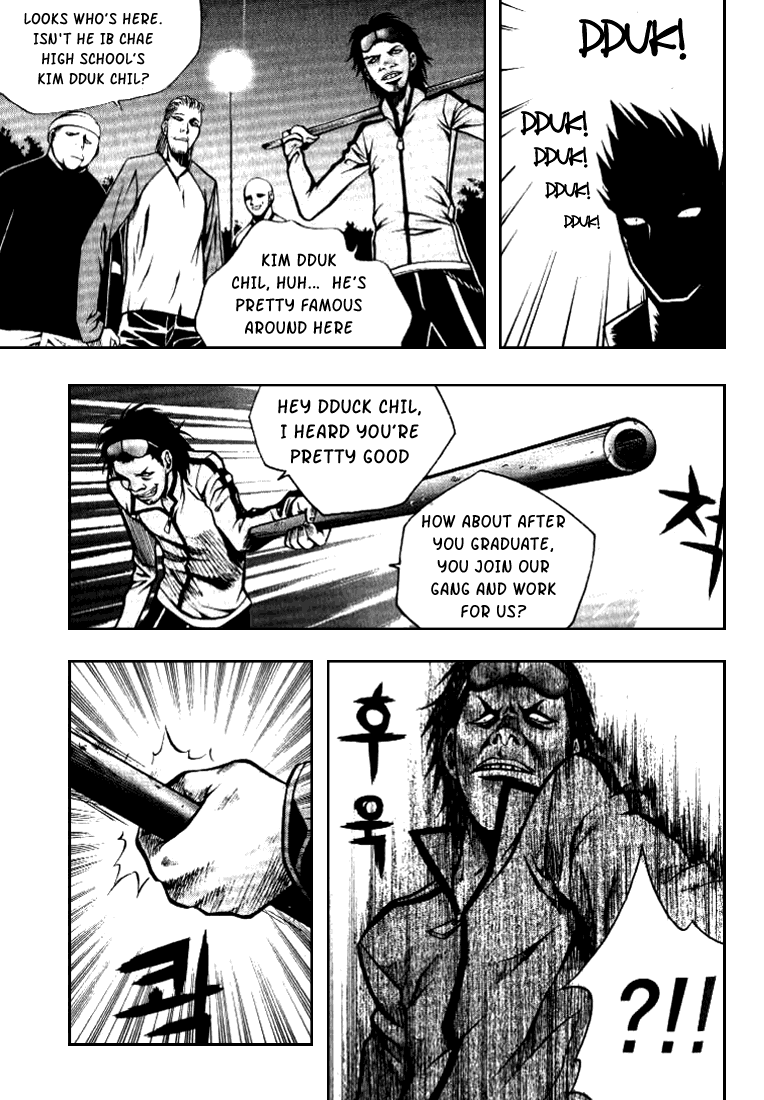 LOOKS WHO'S HERE.
ISN'T HE IB CHAE
HIGH SCHOOL'S
KIM DDUK CHIL?
KIM DDUK
CHIL, HUH... HE'S
PRETTY FAMOUS
AROUND HERE
DDUK!
DDUK!
DDUK!
DDUK!
DDUK!
HEY DDUCK CHIL,
I HEARD YOU'RE
PRETTY GOOD
HOW ABOUT AFTER
YOU GRADUATE,
YOU JOIN OUR
GANG AND WORK
FOR US?
척
콱
후
욱
?!!